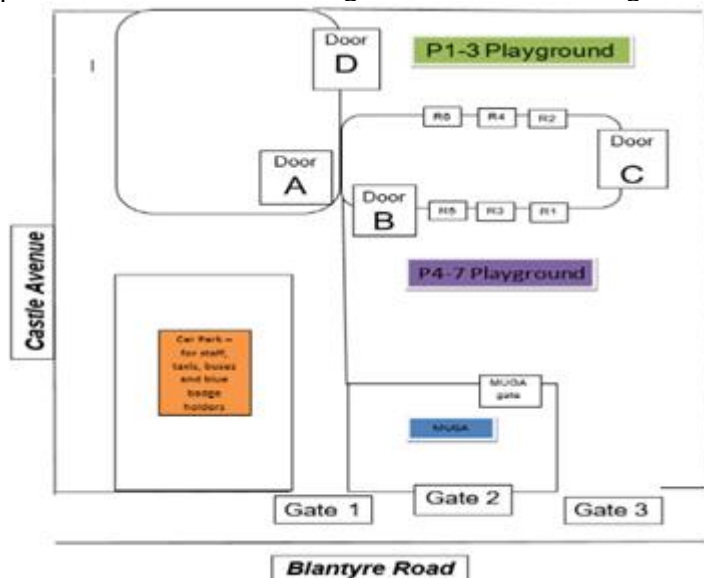 Door
D
P1-3 Playground
R6
R4
R2
Door
C
Door
A
Door
B
R5
R3
R1
P4-7 Playground
Castle Avenue
Car Park –
for staff,
taxis, buses
and blue
badge
holders
MUGA
gate
MUGA
Gate 1
Gate 2
Gate 3
Blantyre Road